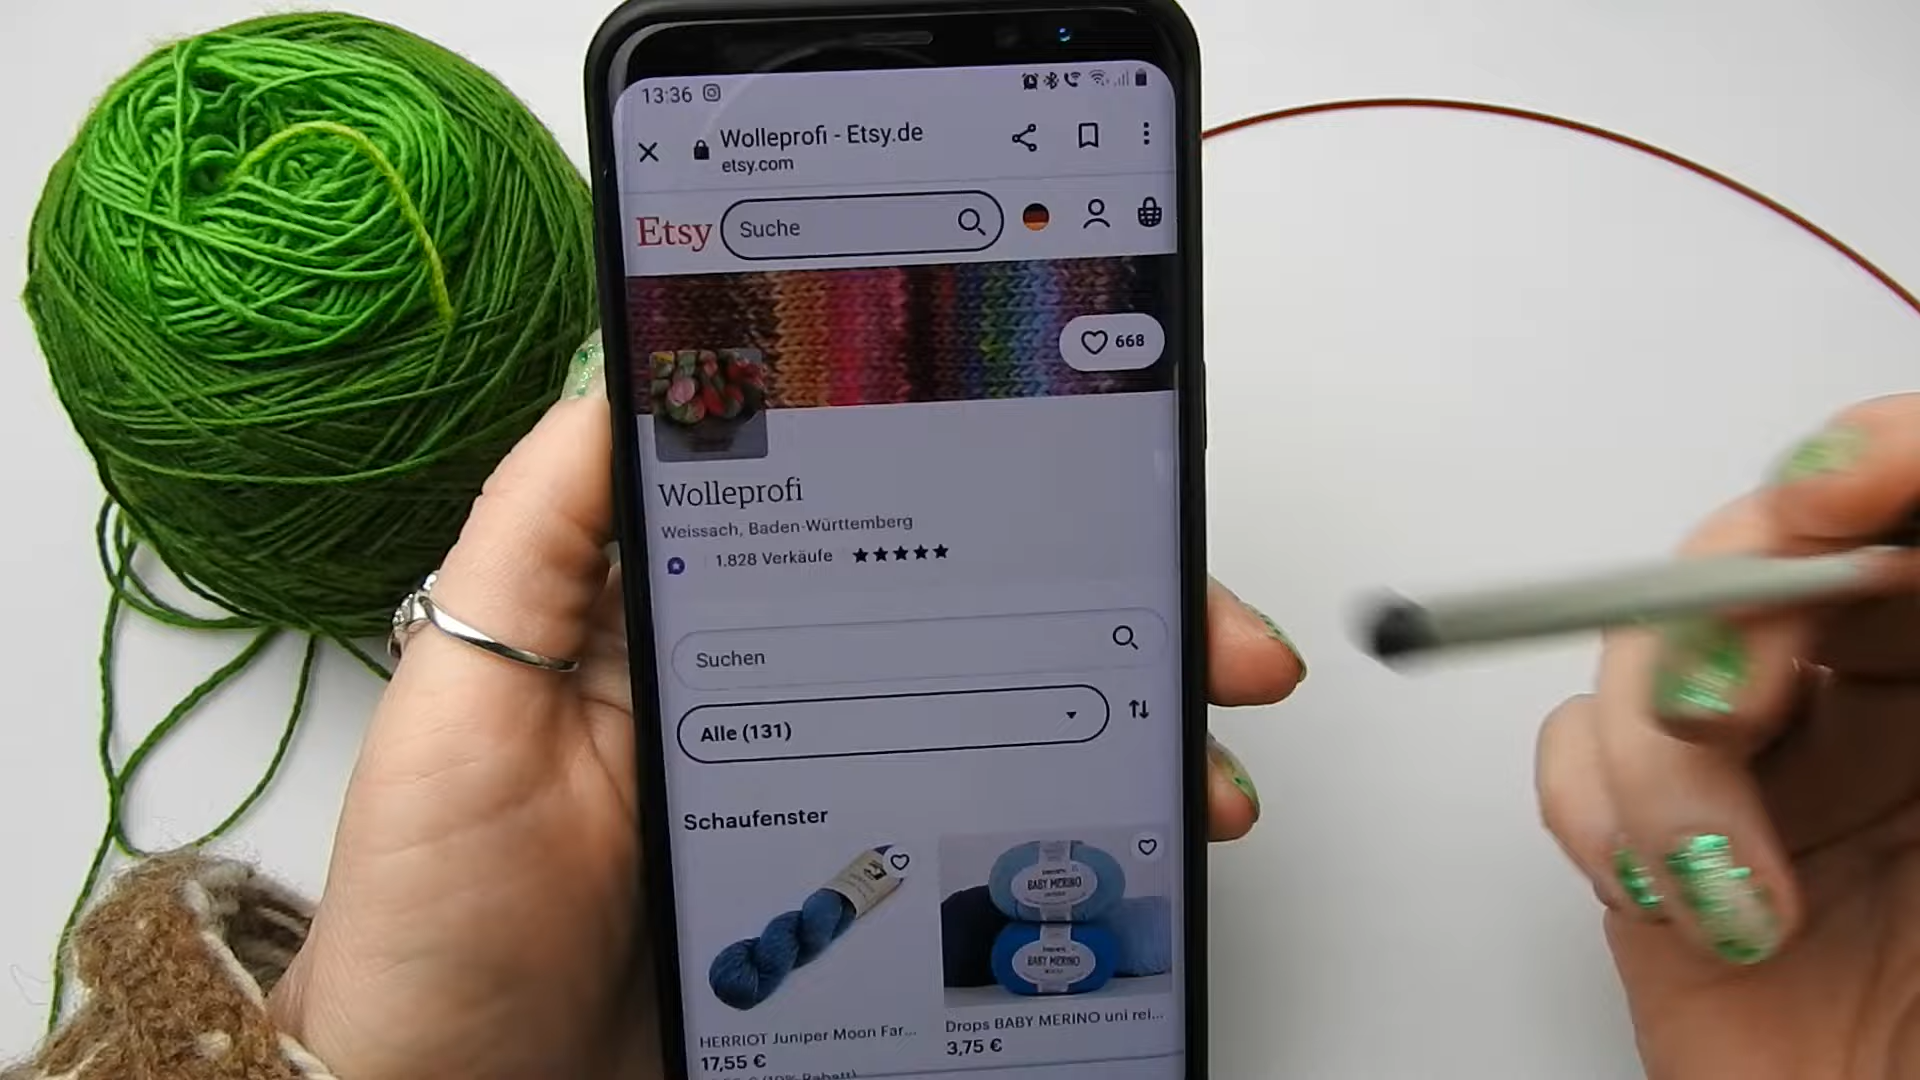 13:36
Wolleprofi - Etsy.de
etsy.com
Etsy
Suche
668
Wolleprofi
Weissach, Baden-Württemberg
1.828 Verkäufe
Suchen
Alle (131)
Schaufenster
BABY MERINO
BABY MERINO
HERRIOT Juniper Moon Far...
Drops BABY MERINO uni rei...
17,55 €
3,75 €
(10% Rabatt)